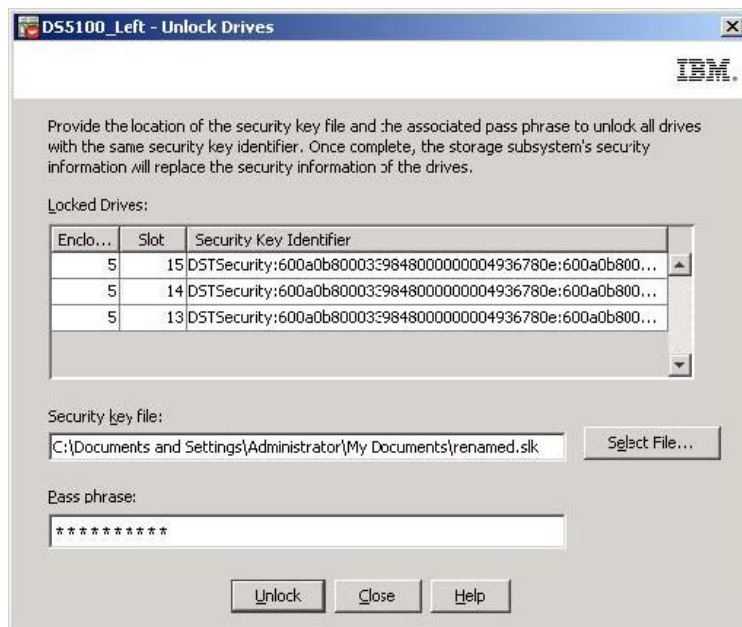 DS5100_Left - Unlock Drives
IBM.
Provide the location of the security key file and the associated pass phrase to unlock all drives
with the same security key identifier. Once complete, the storage subsystem's security
information will replace the security information of the drives.
Locked Drives:
Enclo... Slot Security Key Identifier
5 15 DSTSecurity:600a0b80003398480000000004936780e:600a0b800...
5 14 DSTSecurity:600a0b80003398480000000004936780e:600a0b800...
5 13 DSTSecurity:600a0b80003398480000000004936780e:600a0b800...
Security key file:
C:\Documents and Settings\Administrator\My Documents\renamed.slk Select File...
Pass phrase:
**********
Unlock Close Help